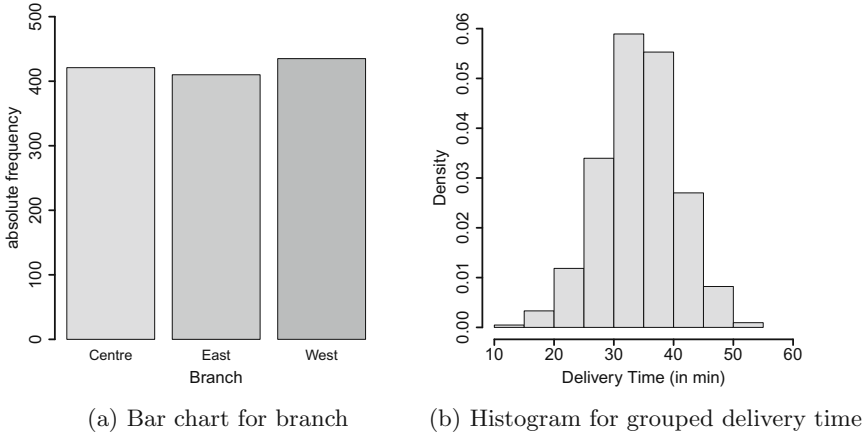 absolute frequency
500
400
300
200
100
0
Centre East West
Branch
(a) Bar chart for branch
Density
0.06
0.05
0.04
0.03
0.02
0.01
0.00
10 20 30 40 50 60
Delivery Time (in min)
(b) Histogram for grouped delivery time